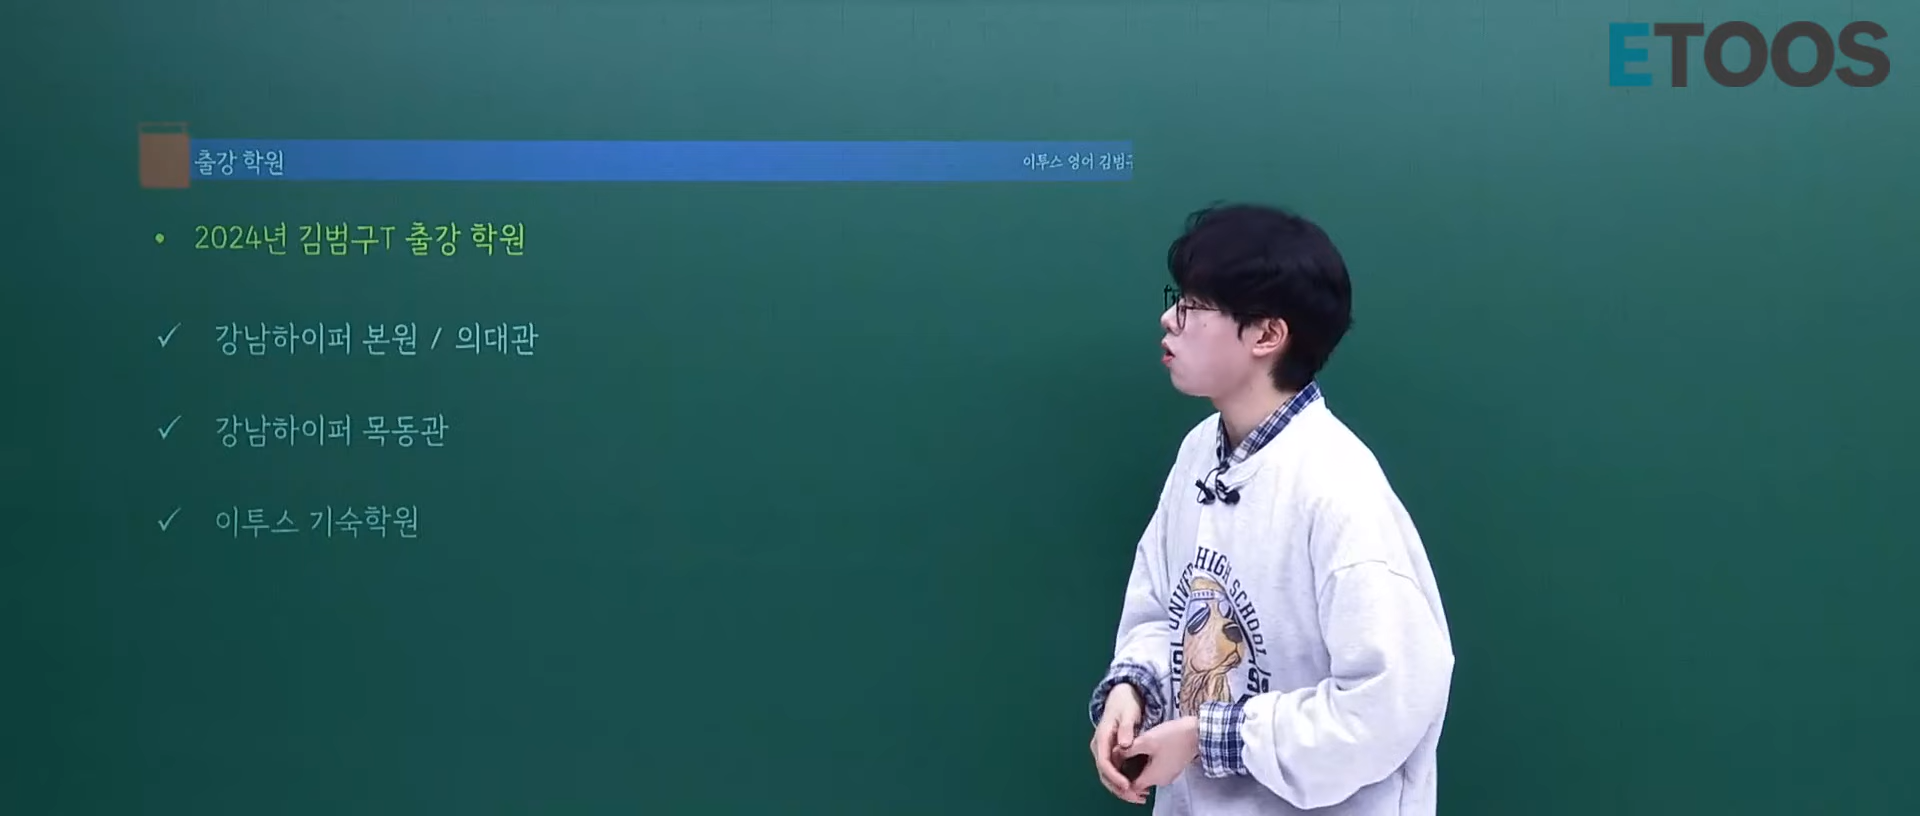 ETOOS
출강 학원
이투스 영어 김범구
• 2024년 김범구T 출강 학원
✓ 강남하이퍼 본원 / 의대관
✓ 강남하이퍼 목동관
✓ 이투스 기숙학원
HIGH SCHOOL